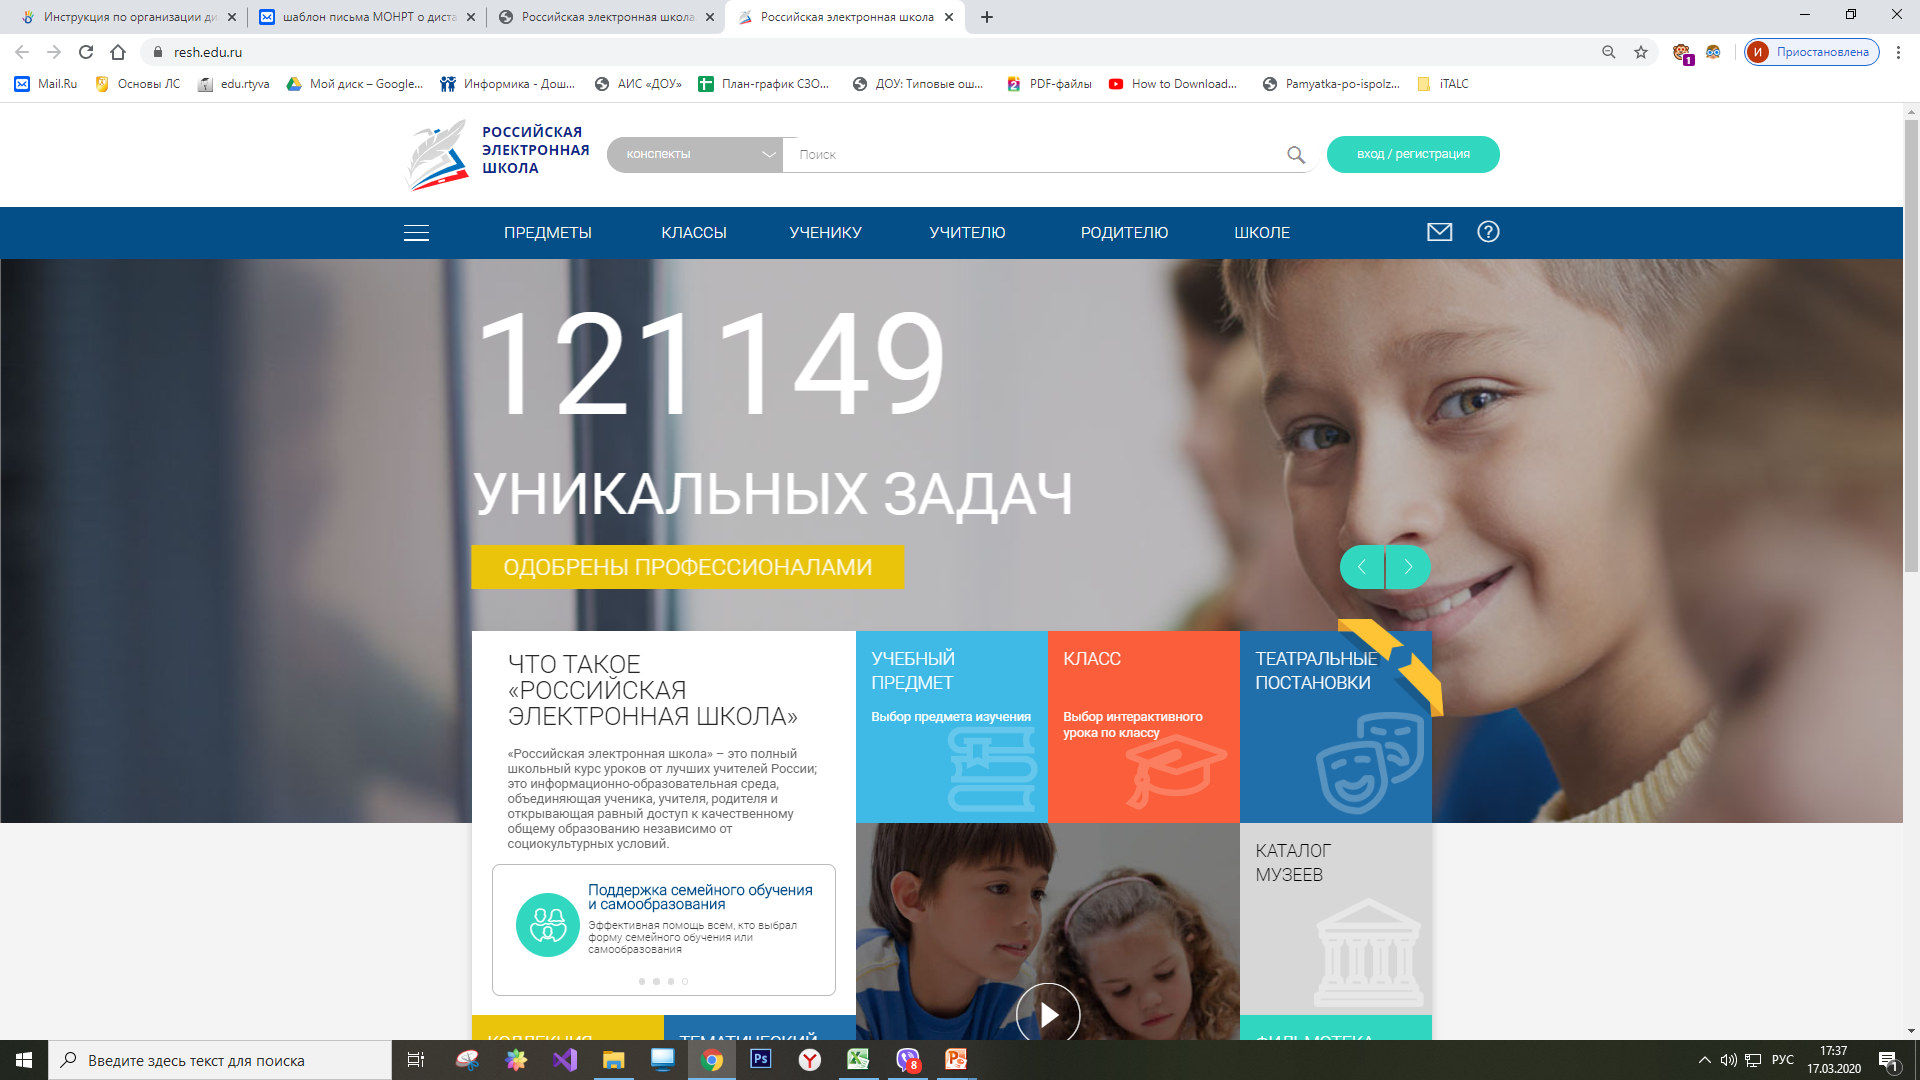 Инструкция по организации ди
шаблон письма МОНРТ о диста
Российская электронная школа
Российская электронная школа
resh.edu.ru
И Приостановлена
1
Mail.Ru
Основы ЛС
edu.rtyva
Мой диск – Google...
Информика - Дош...
АИС «ДОУ»
План-график СЗО...
ДОУ: Типовые ош...
PDF-файлы
How to Download...
Pamyatka-po-ispolz...
iTALC
РОССИЙСКАЯ
ЭЛЕКТРОННАЯ
ШКОЛА
конспекты
Поиск
вход / регистрация
ПРЕДМЕТЫ
КЛАССЫ
УЧЕНИКУ
УЧИТЕЛЮ
РОДИТЕЛЮ
ШКОЛЕ
121149
УНИКАЛЬНЫХ ЗАДАЧ
ОДОБРЕНЫ ПРОФЕССИОНАЛАМИ
ЧТО ТАКОЕ
«РОССИЙСКАЯ
ЭЛЕКТРОННАЯ ШКОЛА»
«Российская электронная школа» – это полный
школьный курс уроков от лучших учителей России;
это информационно-образовательная среда,
объединяющая ученика, учителя, родителя и
открывающая равный доступ к качественному
общему образованию независимо от
социокультурных условий.
Поддержка семейного обучения
и самообразования
Эффективная помощь всем, кто выбрал
форму семейного обучения или
самообразования
УЧЕБНЫЙ
ПРЕДМЕТ
Выбор предмета изучения
КЛАСС
Выбор интерактивного
урока по классу
ТЕАТРАЛЬНЫЕ
ПОСТАНОВКИ
КАТАЛОГ
МУЗЕЕВ
КОЛЛЕКЦИЯ
ТЕМАТИЧЕСКИЙ
ФИЛЬМОТЕКА
Введите здесь текст для поиска
Ps
8
РУС
17:37
17.03.2020
1